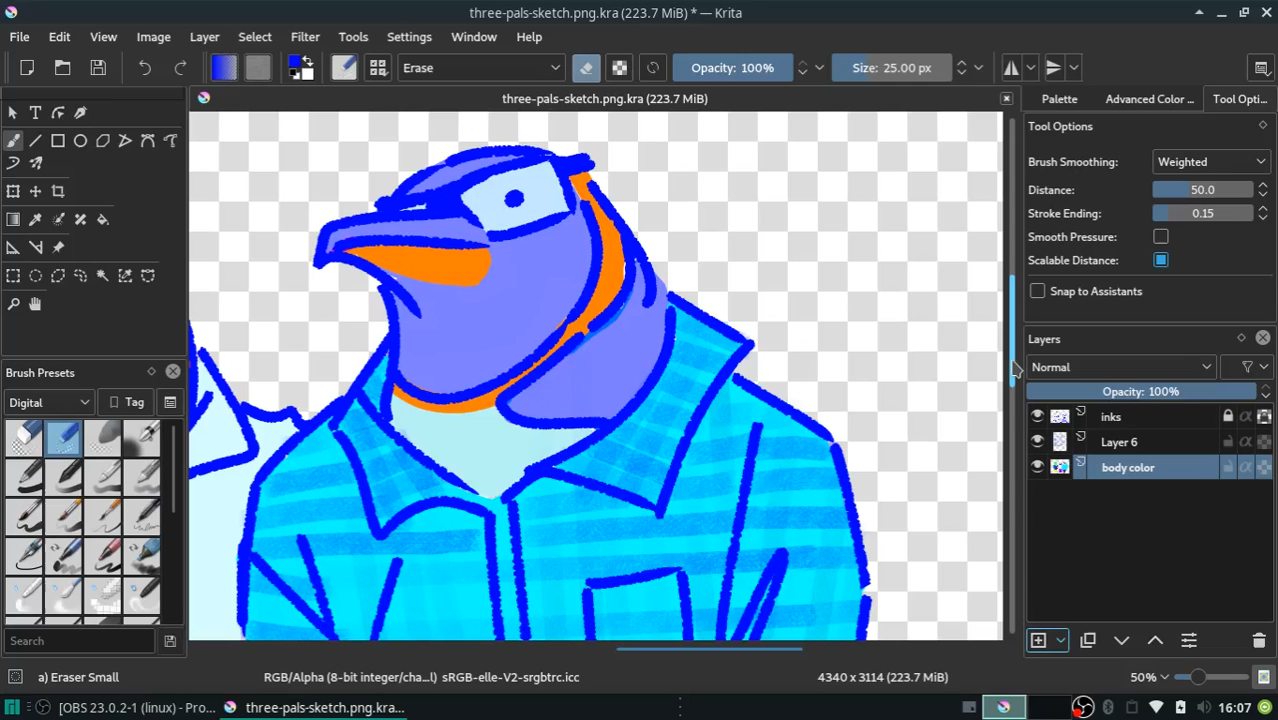 three-pals-sketch.png.kra (223.7 MiB) * — Krita
File Edit View Image Layer Select Filter Tools Settings Window Help
Erase Opacity: 100% Size: 25.00 px
three-pals-sketch.png.kra (223.7 MiB)
Palette Advanced Color ... Tool Opti...
Tool Options
Brush Smoothing: Weighted
Distance: 50.0
Stroke Ending: 0.15
Smooth Pressure:
Scalable Distance:
Snap to Assistants
Layers
Normal
Opacity: 100%
inks
Layer 6
body color
Brush Presets
Digital Tag
Search
a) Eraser Small RGB/Alpha (8-bit integer/cha...l) sRGB-elle-V2-srgbtrc.icc 4340 x 3114 (223.7 MiB) 50%
[OBS 23.0.2-1 (linux) - Pro... three-pals-sketch.png.kra... 16:07